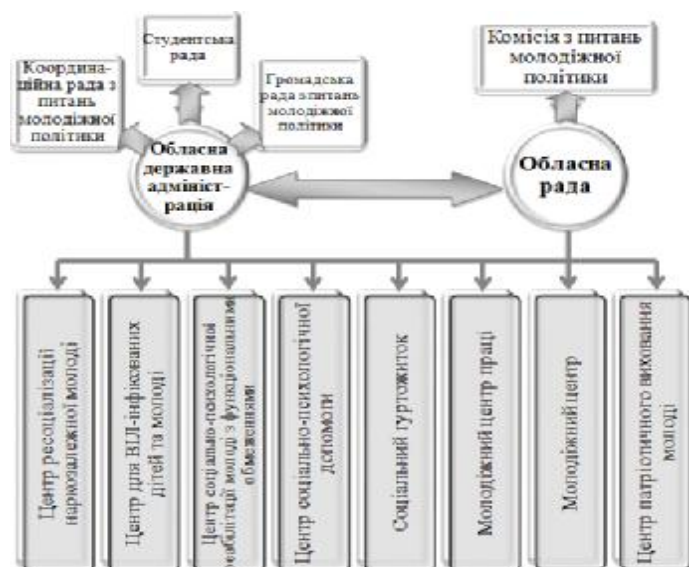 Студентська
рада
Координа-
ційна рада з
питань
молодіжної
політики
Громадська
рада з питань
молодіжної
політики
Комісія з питань
молодіжної
політики
Обласна
державна
адмініст-
рація
Обласна
рада
Центр ресоціалізації
наркозалежної молоді
Центр для ВІЛ-інфікованих
дітей та молоді
Центр соціально-психологічної
реабілітації молоді з функціональними
обмеженнями
Центр соціально-психологічної
допомоги
Соціальний гуртожиток
Молодіжний центр праці
Молодіжний центр
Центр патріотичного виховання
молоді